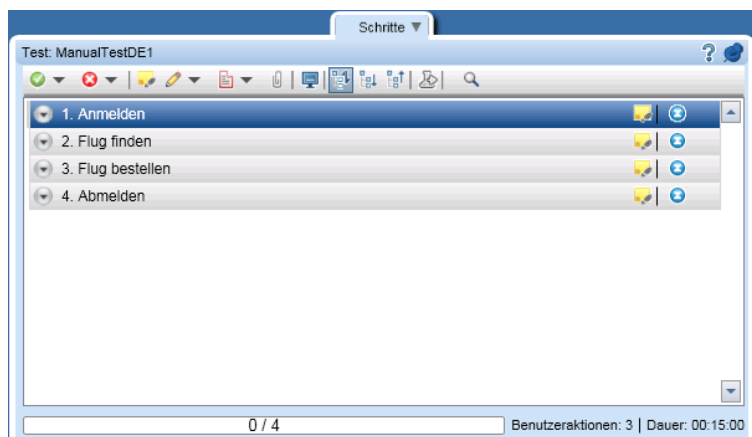 Schritte
Test: ManualTestDE1
1. Anmelden
2. Flug finden
3. Flug bestellen
4. Abmelden
0 / 4
Benutzeraktionen: 3 | Dauer: 00:15:00